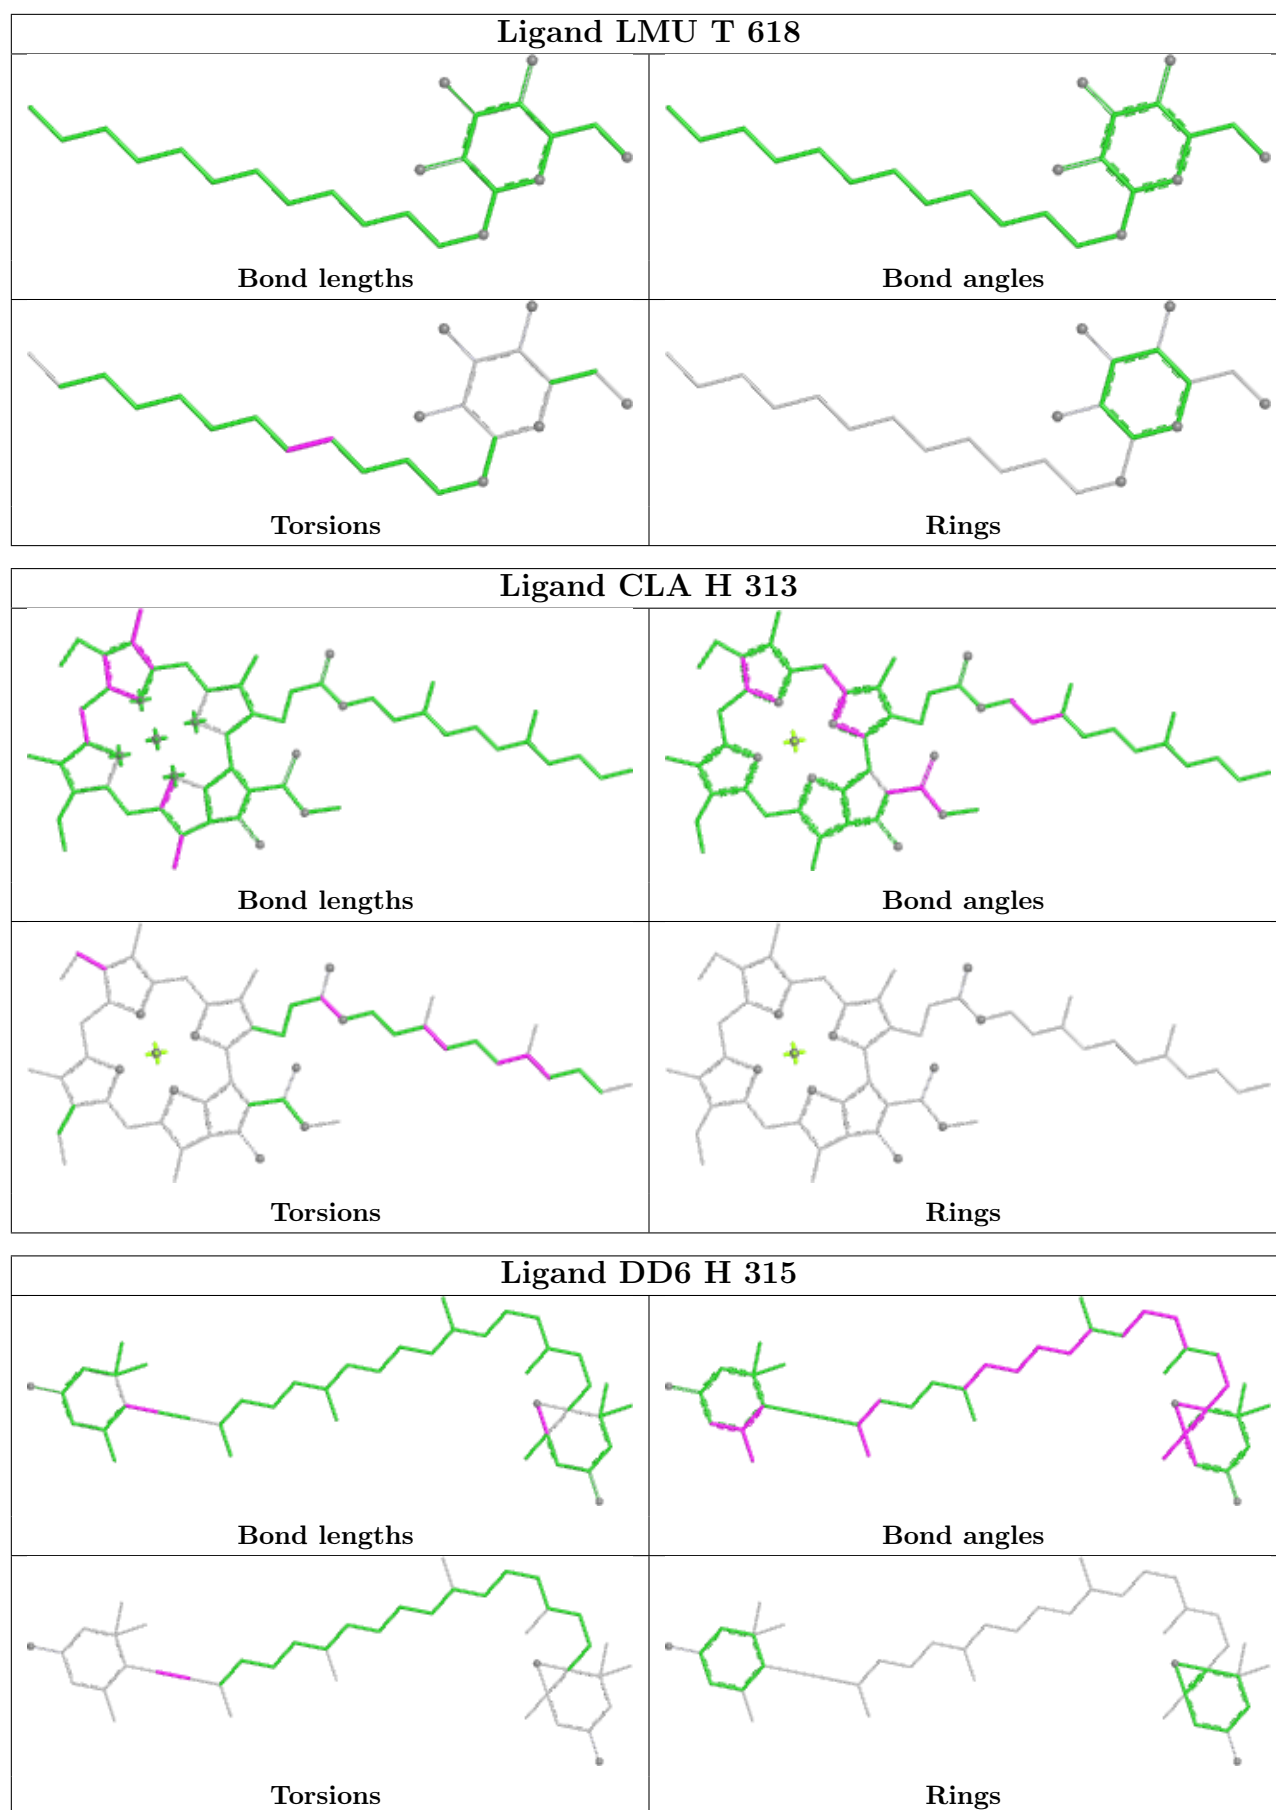 Ligand LMU T 618
Bond lengths
Bond angles
Torsions
Rings
Ligand CLA H 313
Bond lengths
Bond angles
Torsions
Rings
Ligand DD6 H 315
Bond lengths
Bond angles
Torsions
Rings